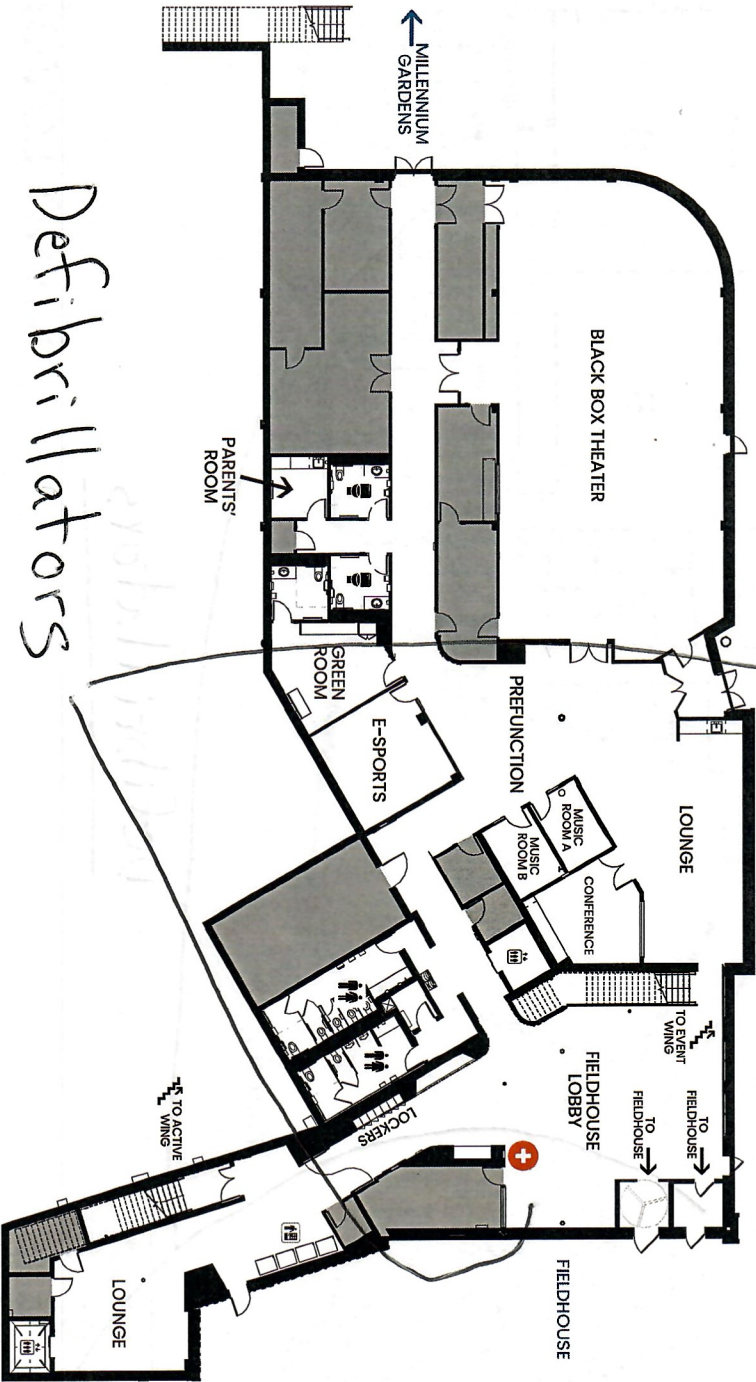 MILLENNIUM
GARDENS
BLACK BOX THEATER
PARENTS'
ROOM
GREEN
ROOM
E-SPORTS
PREFUNCTION
MUSIC
ROOM A
MUSIC
ROOM B
CONFERENCE
LOUNGE
TO EVENT
WING
FIELDHOUSE
LOBBY
TO
FIELDHOUSE
TO
FIELDHOUSE
LOCKERS
TO ACTIVE
WING
LOUNGE
FIELDHOUSE
Defibrillators